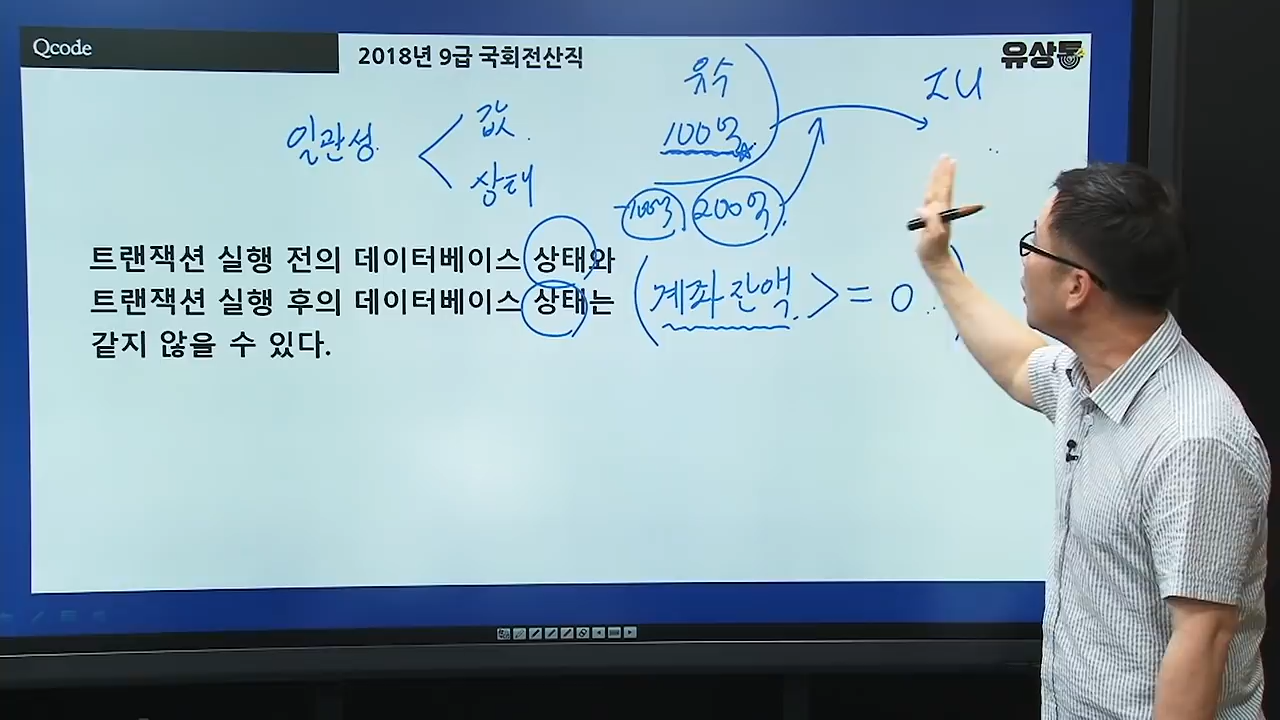 Qcode
2018년 9급 국회전산직
유상통
유수
IU
일관성
값
100억
상태
-100억
200억
트랜잭션 실행 전의 데이터베이스 상태와
트랜잭션 실행 후의 데이터베이스 상태는
같지 않을 수 있다.
(계좌잔액 >= 0 )